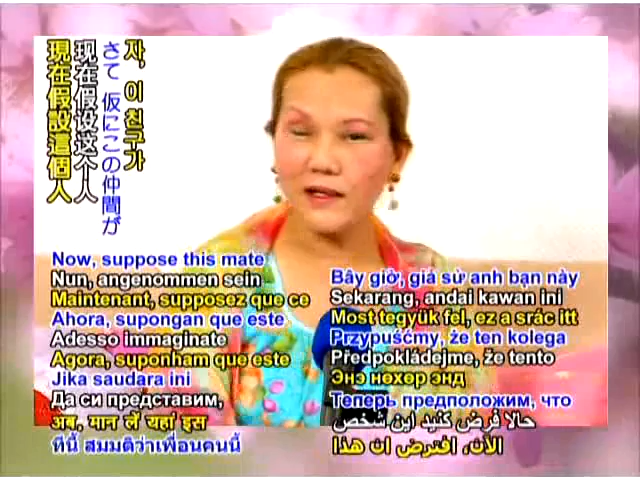 現在假設這個人
现在假设这个人
さて 仮にこの仲間が
자, 이 친구가
Now, suppose this mate
Nun, angenommen sein
Maintenant, supposez que ce
Ahora, supongan que este
Adesso immaginate
Agora, suponham que este
Jika saudara ini
Да си представим,
अब, मान लें यहां इस
ทีนี้ สมมติว่าเพื่อนคนนี้
Bây giờ, giả sử anh bạn này
Sekarang, andai kawan ini
Most tegyük fel, ez a srác itt
Przypuśćmy, że ten kolega
Předpokládejme, že tento
Энэ нөхөр энд
Теперь предположим, что
حالا فرض کنید این شخص
الآن، افترض ان هذا